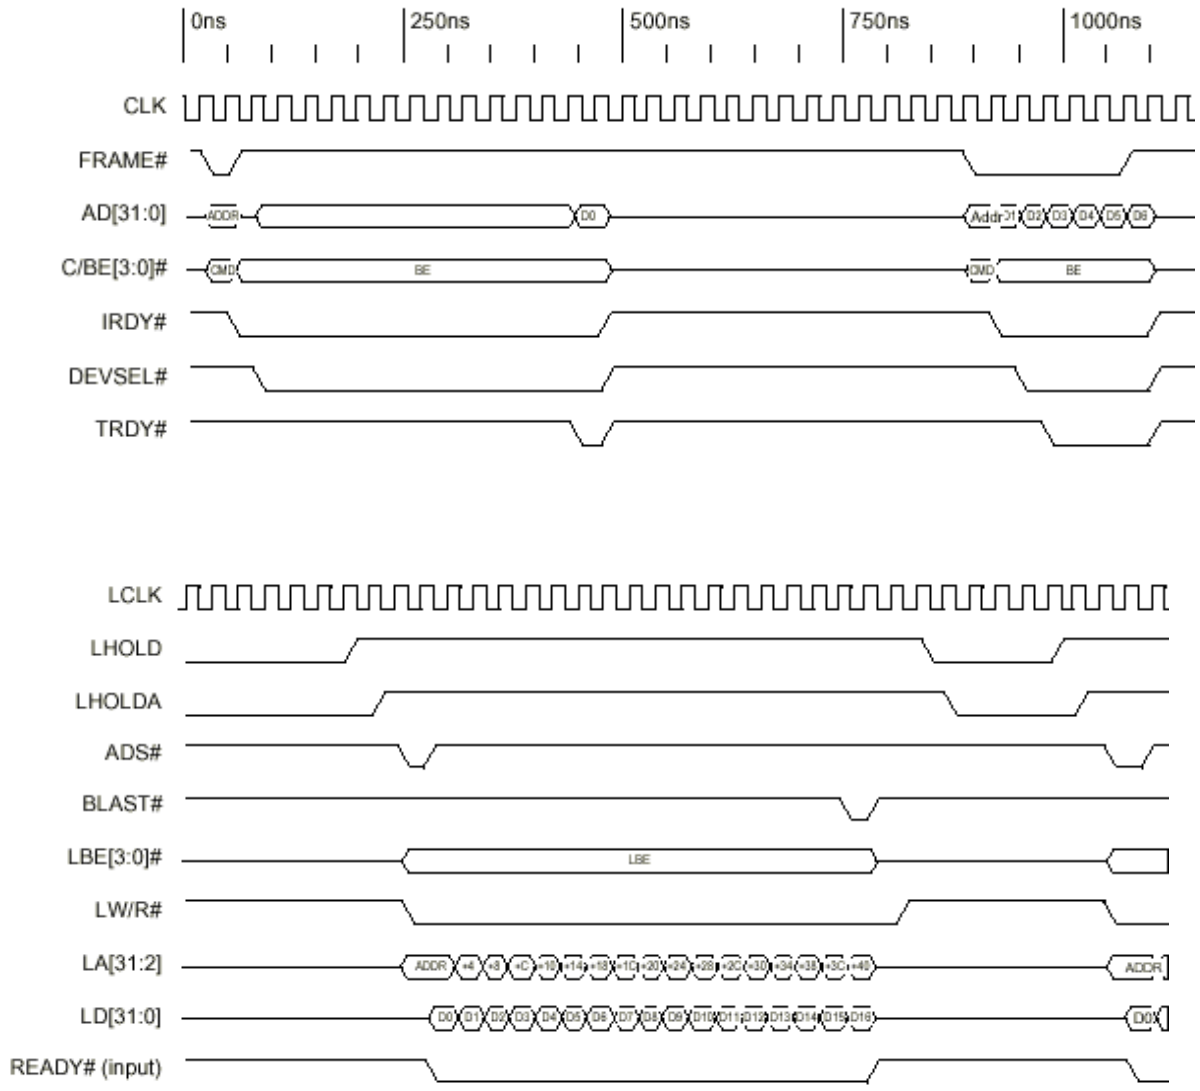 0ns 250ns 500ns 750ns 1000ns
CLK
FRAME#
AD[31:0] ADDR D0 Addr D1 D2 D3 D4 D5 D6
C/BE[3:0]# CMD BE CMD BE
IRDY#
DEVSEL#
TRDY#
LCLK
LHOLD
LHOLDA
ADS#
BLAST#
LBE[3:0]# LBE
LW/R#
LA[31:2] ADDR +4 +8 +C +10 +14 +18 +1C +20 +24 +28 +2C +30 +34 +38 +3C +40 ADDR
LD[31:0] D0 D1 D2 D3 D4 D5 D6 D7 D8 D9 D10 D11 D12 D13 D14 D15 D16 D0
READY# (input)